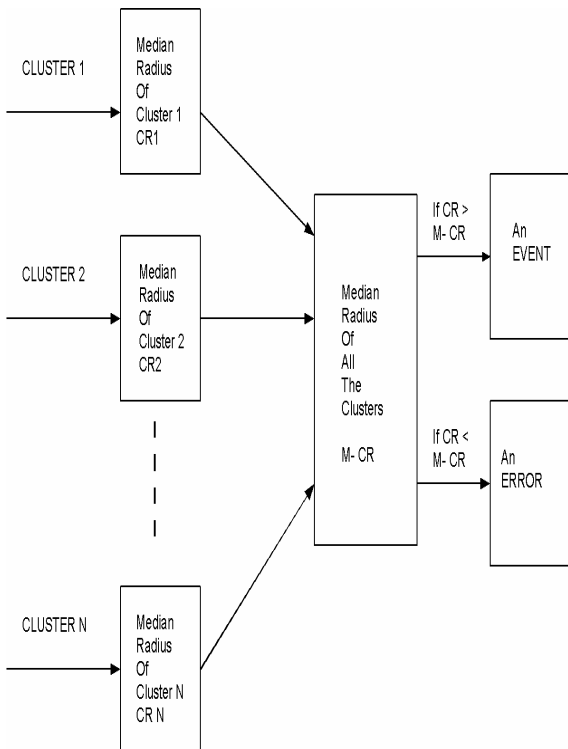 CLUSTER 1
Median
Radius
Of
Cluster 1
CR1
CLUSTER 2
Median
Radius
Of
Cluster 2
CR2
CLUSTER N
Median
Radius
Of
Cluster N
CR N
Median
Radius
Of
All
The
Clusters
M- CR
If CR >
M- CR
An
EVENT
If CR <
M- CR
An
ERROR